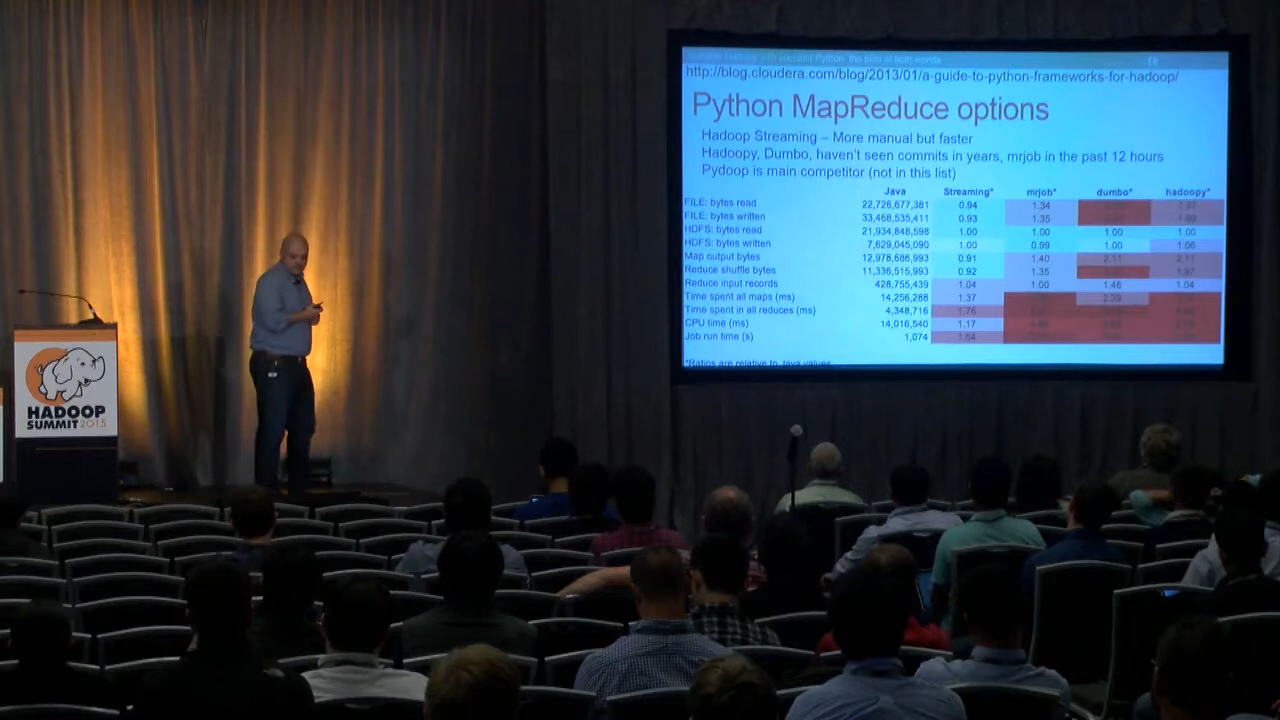 http://blog.cloudera.com/blog/2013/01/a-guide-to-python-frameworks-for-hadoop/
Python MapReduce options
Hadoop Streaming – More manual but faster
Hadoopy, Dumbo, haven't seen commits in years, mrjob in the past 12 hours
Pydoop is main competitor (not in this list)
Java Streaming* mrjob* dumbo* hadoopy*
FILE: bytes read 22,726,677,381 0.94 1.34
FILE: bytes written 33,468,535,411 0.93 1.35
HDFS: bytes read 21,934,848,598 1.00 1.00 1.00 1.00
HDFS: bytes written 7,629,045,090 1.00 0.99 1.00 1.06
Map output bytes 12,978,686,993 0.91 1.40 2.11 2.11
Reduce shuffle bytes 11,336,515,993 0.92 1.35 1.97
Reduce input records 428,755,439 1.04 1.00 1.46 1.04
Time spent all maps (ms) 14,256,288 1.37 2.39
Time spent in all reduces (ms) 4,348,716 1.76
CPU time (ms) 14,016,540 1.17
Job run time (s) 1,074 1.54
*Ratios are relative to Java values
HADOOP
SUMMIT 2015